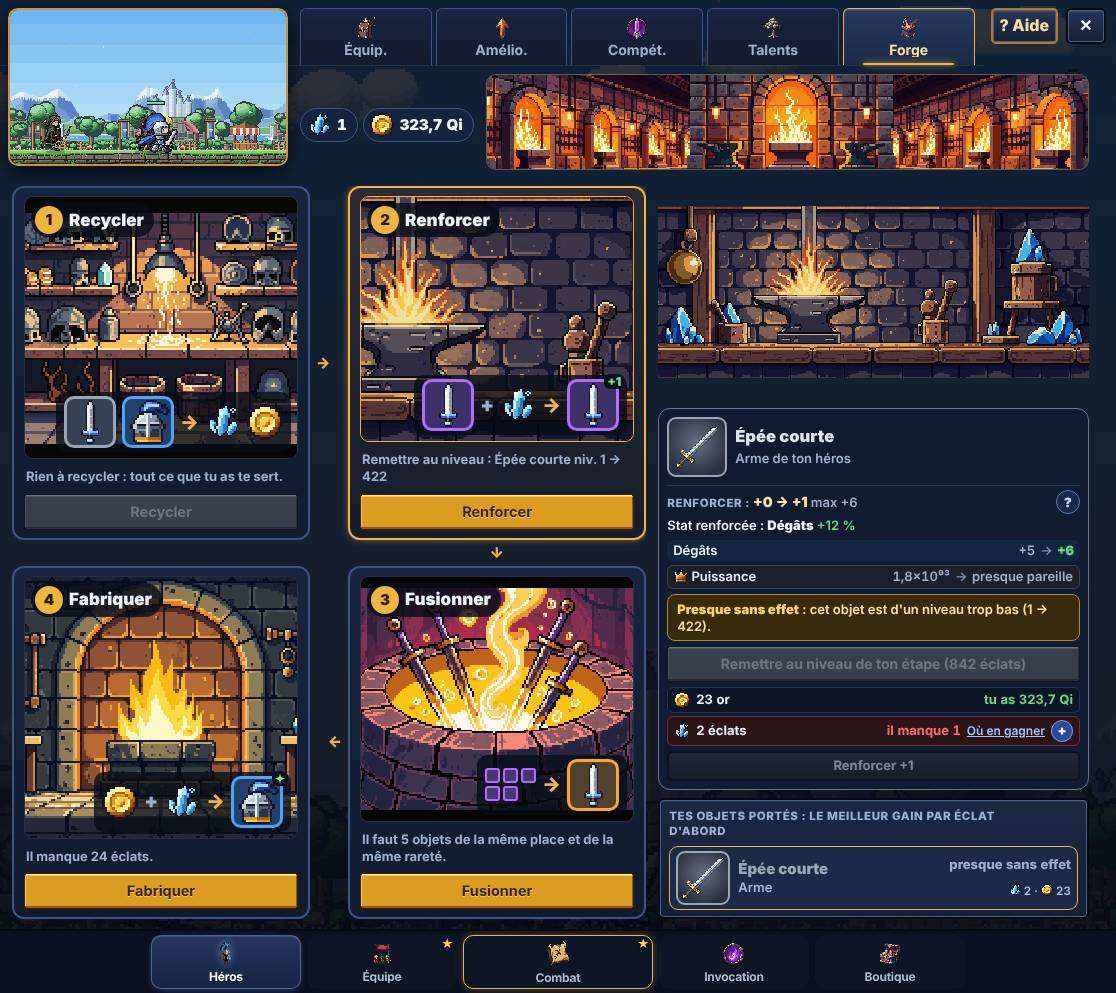 Équip.
Amélio.
Compét.
Talents
Forge
? Aide
×
1
323,7 Qi
1 Recycler
Rien à recycler : tout ce que tu as te sert.
Recycler
2 Renforcer
+1
Remettre au niveau : Épée courte niv. 1 →
422
Renforcer
4 Fabriquer
Il manque 24 éclats.
Fabriquer
3 Fusionner
Il faut 5 objets de la même place et de la
même rareté.
Fusionner
Épée courte
Arme de ton héros
RENFORCER : +0 → +1 max +6
?
Stat renforcée : Dégâts +12 %
Dégâts +5 → +6
Puissance 1,8×10⁹³ → presque pareille
Presque sans effet : cet objet est d'un niveau trop bas (1 →
422).
Remettre au niveau de ton étape (842 éclats)
23 or tu as 323,7 Qi
2 éclats il manque 1 Où en gagner +
Renforcer +1
TES OBJETS PORTÉS : LE MEILLEUR GAIN PAR ÉCLAT
D'ABORD
Épée courte presque sans effet
Arme 2 · 23
Héros
Équipe
Combat
Invocation
Boutique